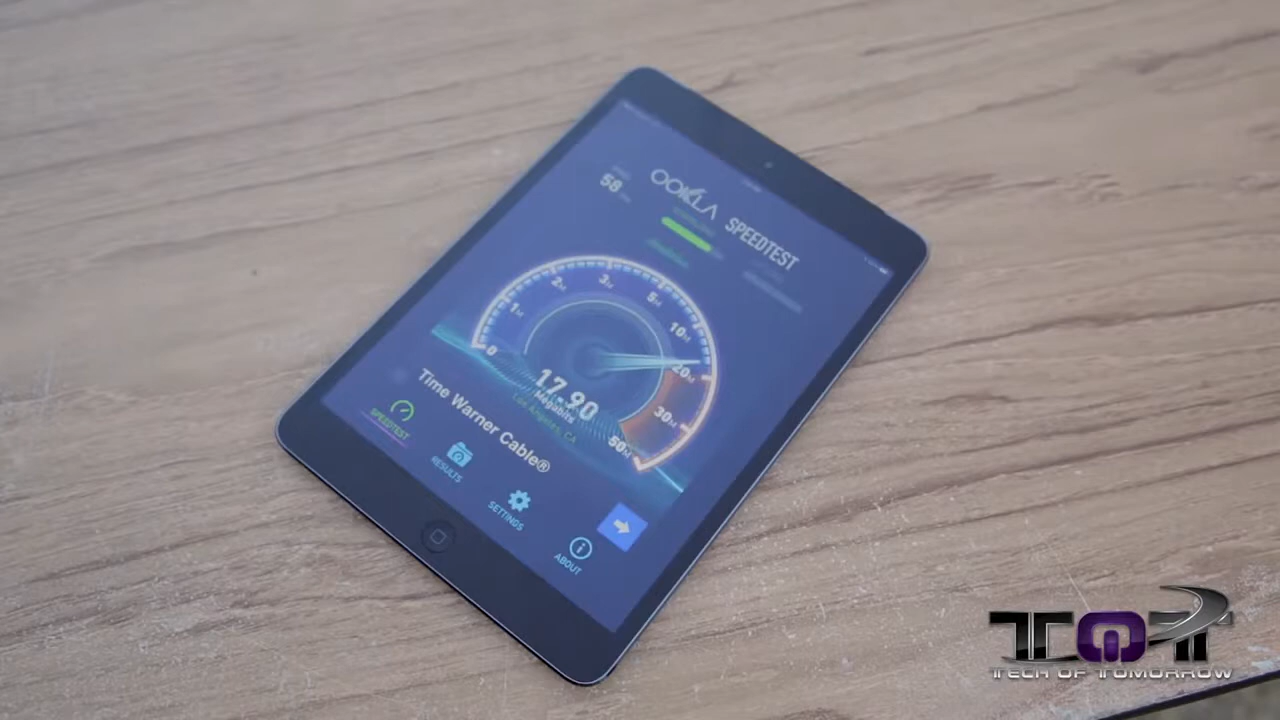 OOKLA SPEEDTEST
58
0
1M
2M
3M
5M
10M
20M
30M
50M
17.90
Megabits
Los Angeles, CA
Time Warner Cable®
SPEEDTEST
RESULTS
SETTINGS
ABOUT
TOT
TECH OF TOMORROW